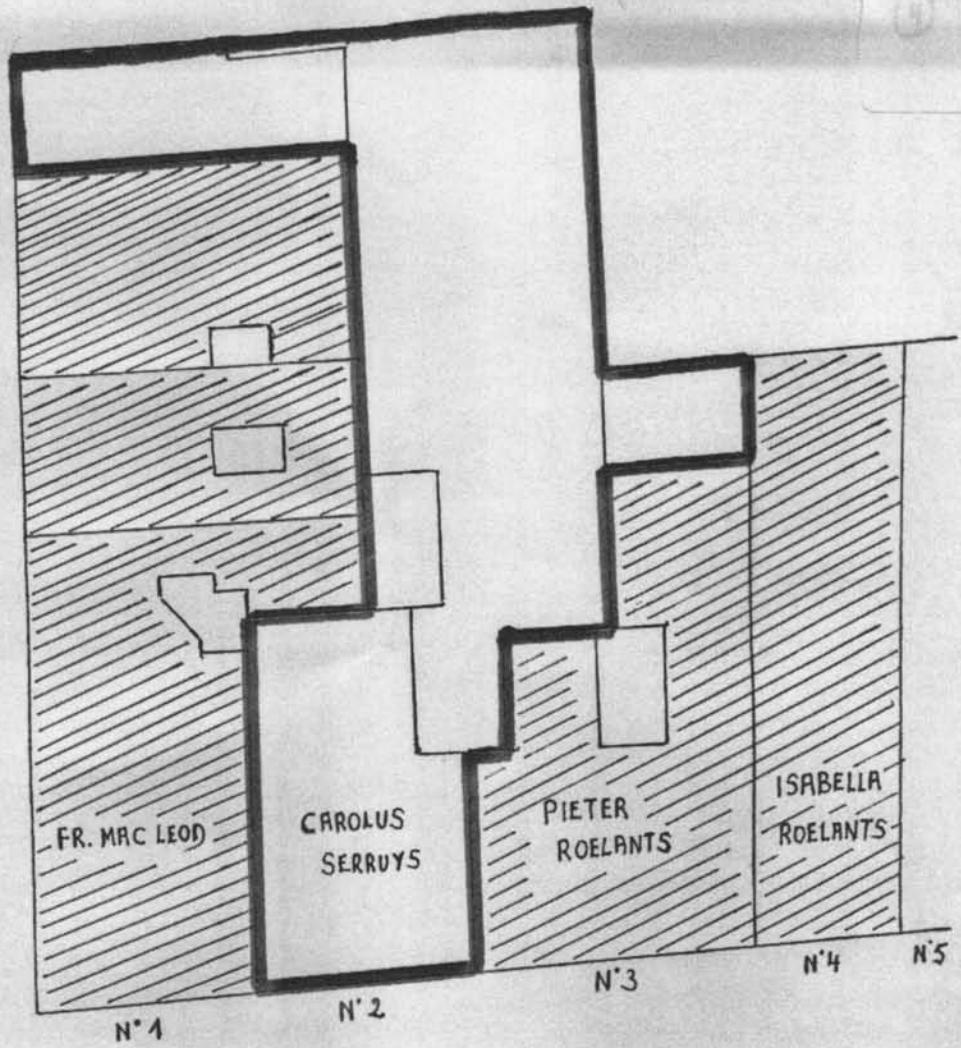 FR. MAC LEOD
CAROLUS
SERRUYS
PIETER
ROELANTS
ISABELLA
ROELANTS
N°1
N°2
N°3
N°4
N°5